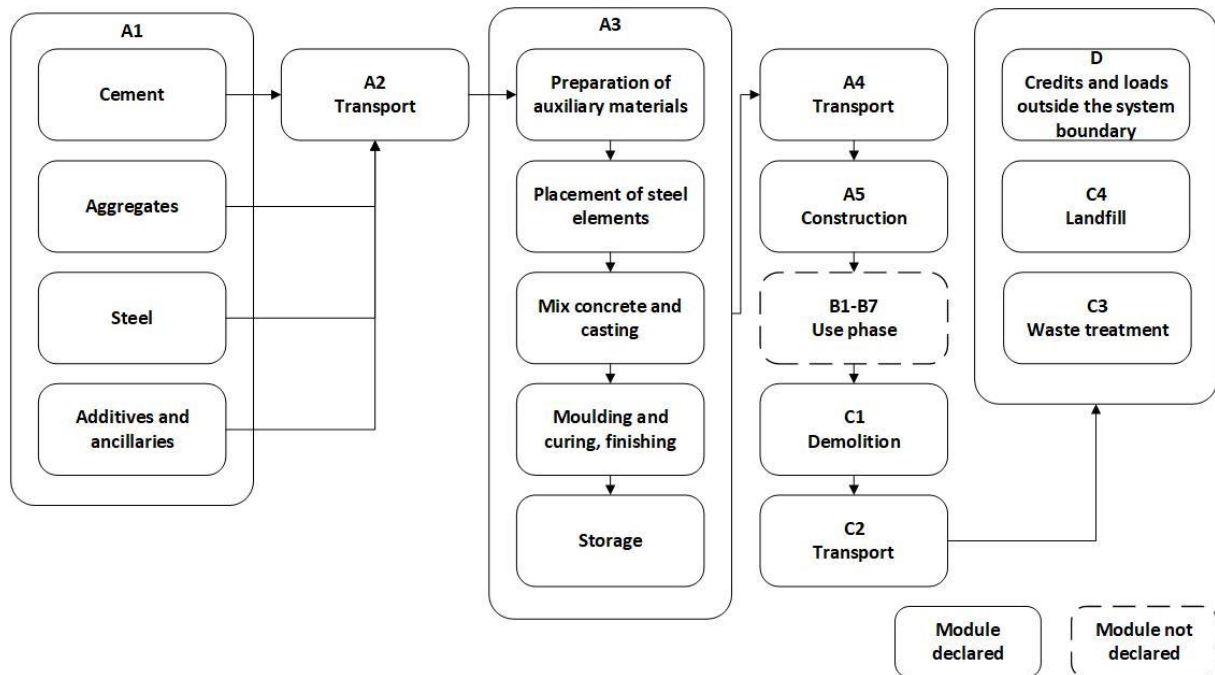 A1
Cement
Aggregates
Steel
Additives and
ancillaries
A2
Transport
A3
Preparation of
auxiliary materials
Placement of steel
elements
Mix concrete and
casting
Moulding and
curing, finishing
Storage
A4
Transport
A5
Construction
B1-B7
Use phase
C1
Demolition
C2
Transport
D
Credits and loads
outside the system
boundary
C4
Landfill
C3
Waste treatment
Module
declared
Module not
declared